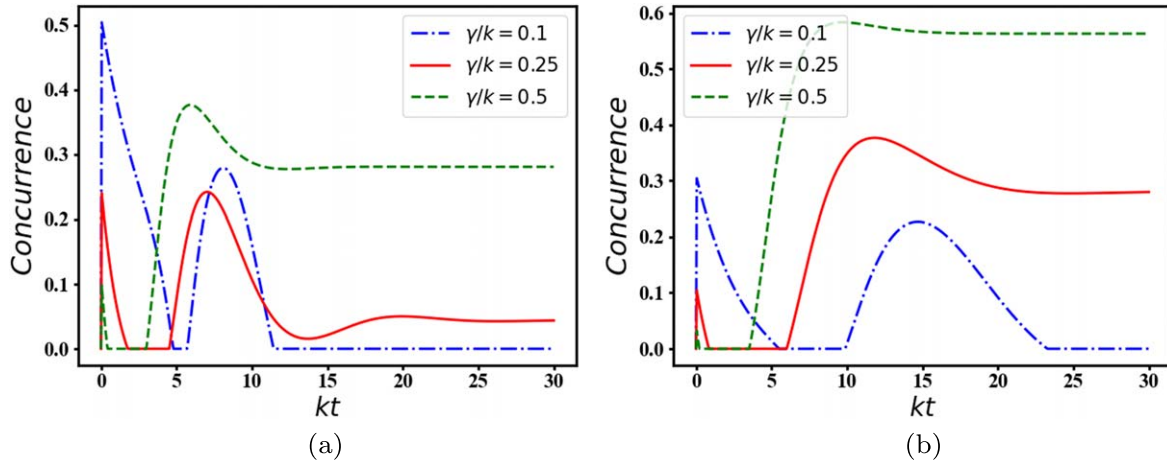 0.5
0.4
0.3
0.2
0.1
0.0
Concurrence
γ/k = 0.1
γ/k = 0.25
γ/k = 0.5
0 5 10 15 20 25 30
kt
(a)
0.6
0.5
0.4
0.3
0.2
0.1
0.0
Concurrence
γ/k = 0.1
γ/k = 0.25
γ/k = 0.5
0 5 10 15 20 25 30
kt
(b)